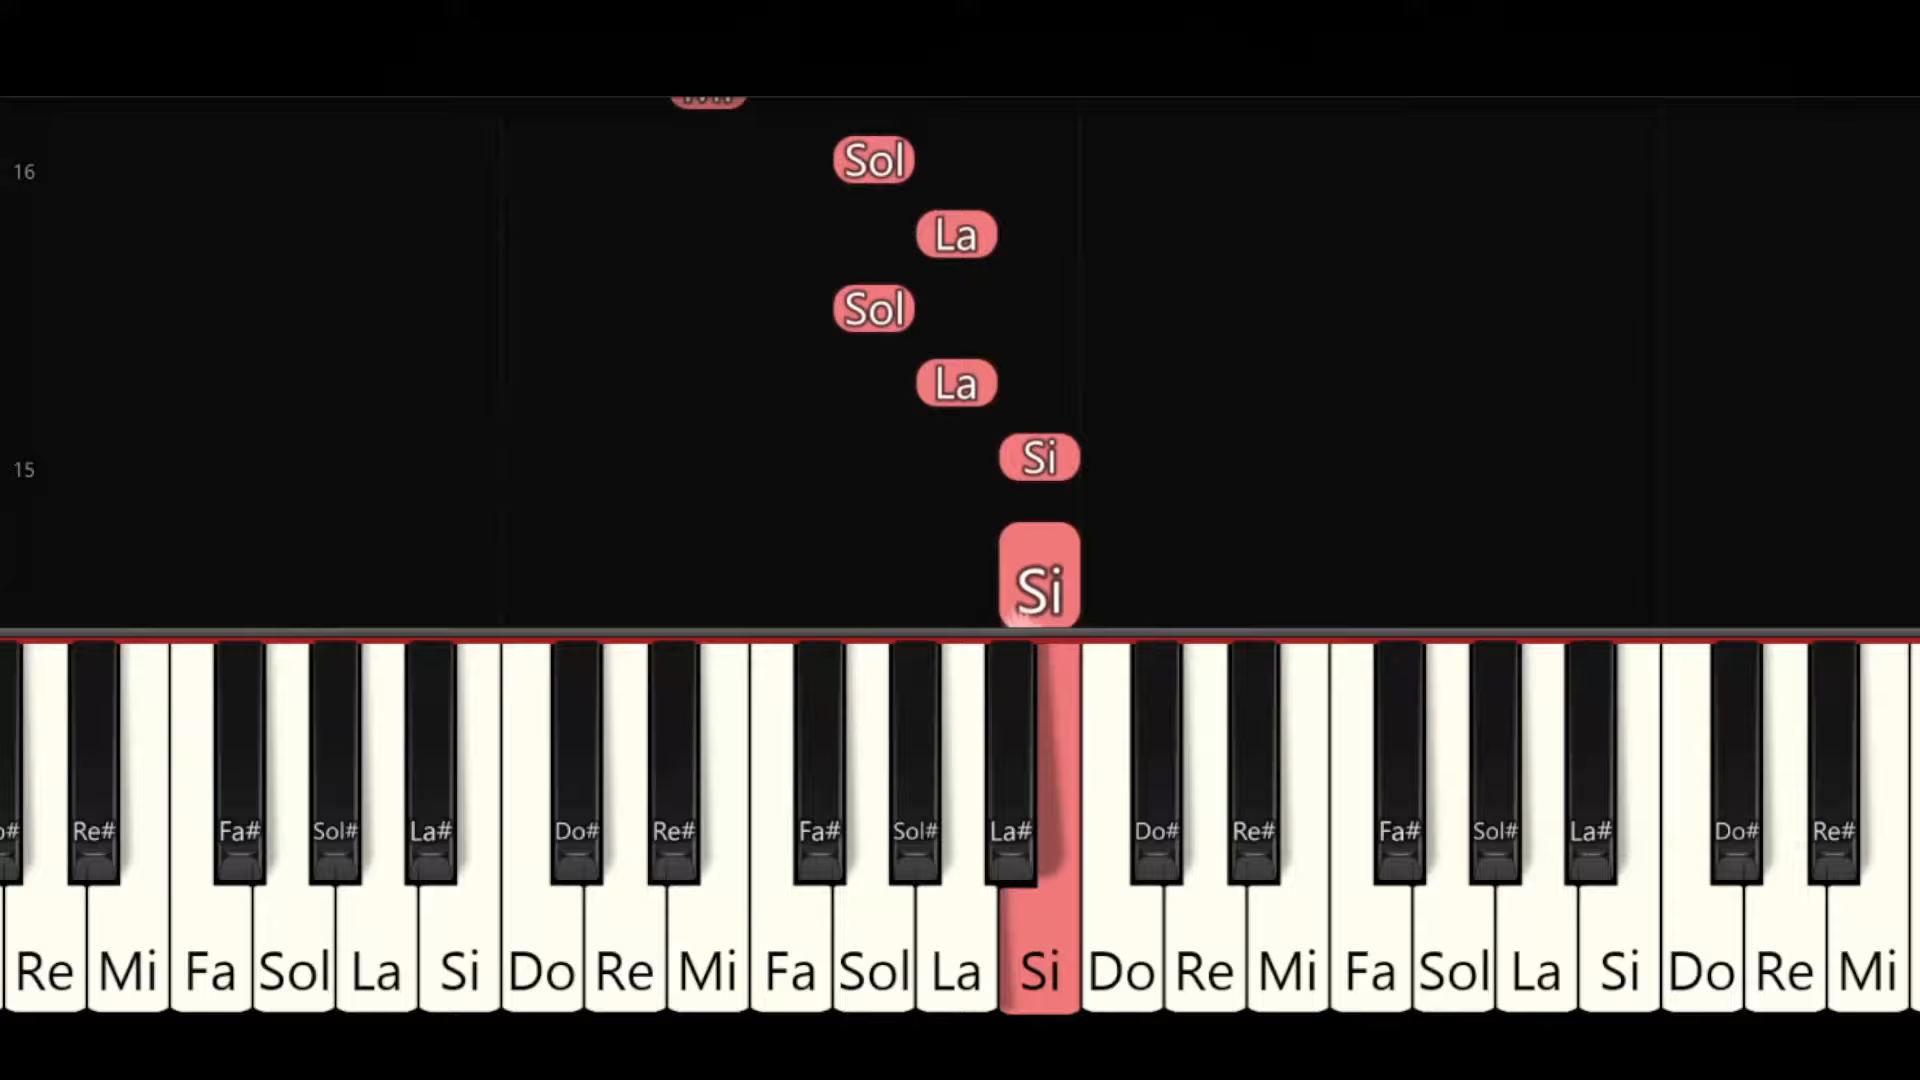 Mi
16
Sol
La
Sol
La
Si
15
Si
Re# Fa# Sol# La# Do# Re# Fa# Sol# La# Do# Re# Fa# Sol# La# Do# Re#
Re Mi Fa Sol La Si Do Re Mi Fa Sol La Si Do Re Mi Fa Sol La Si Do Re Mi